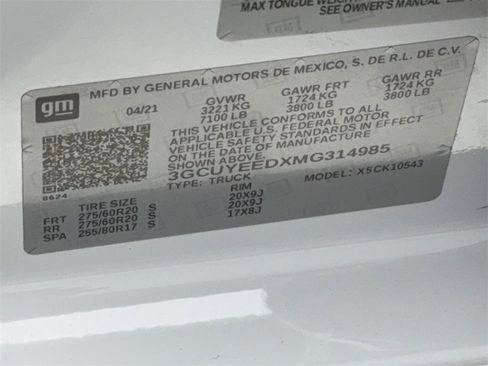 MAX TONGUE WEIGHT
SEE OWNER'S MANUAL
gm
MFD BY GENERAL MOTORS DE MEXICO, S. DE R.L. DE C.V.
04/21 GVWR GAWR FRT GAWR RR
3221 KG 1724 KG 1724 KG
7100 LB 3800 LB 3800 LB
THIS VEHICLE CONFORMS TO ALL
APPLICABLE U.S. FEDERAL MOTOR
VEHICLE SAFETY STANDARDS IN EFFECT
ON THE DATE OF MANUFACTURE
3GCUYEEDXMG314985
8624 TYPE: TRUCK MODEL: X5CK10543
TIRE SIZE RIM
FRT 275/60R20 S 20X9J
RR 275/60R20 S 20X9J
SPA 255/80R17 S 17X8J